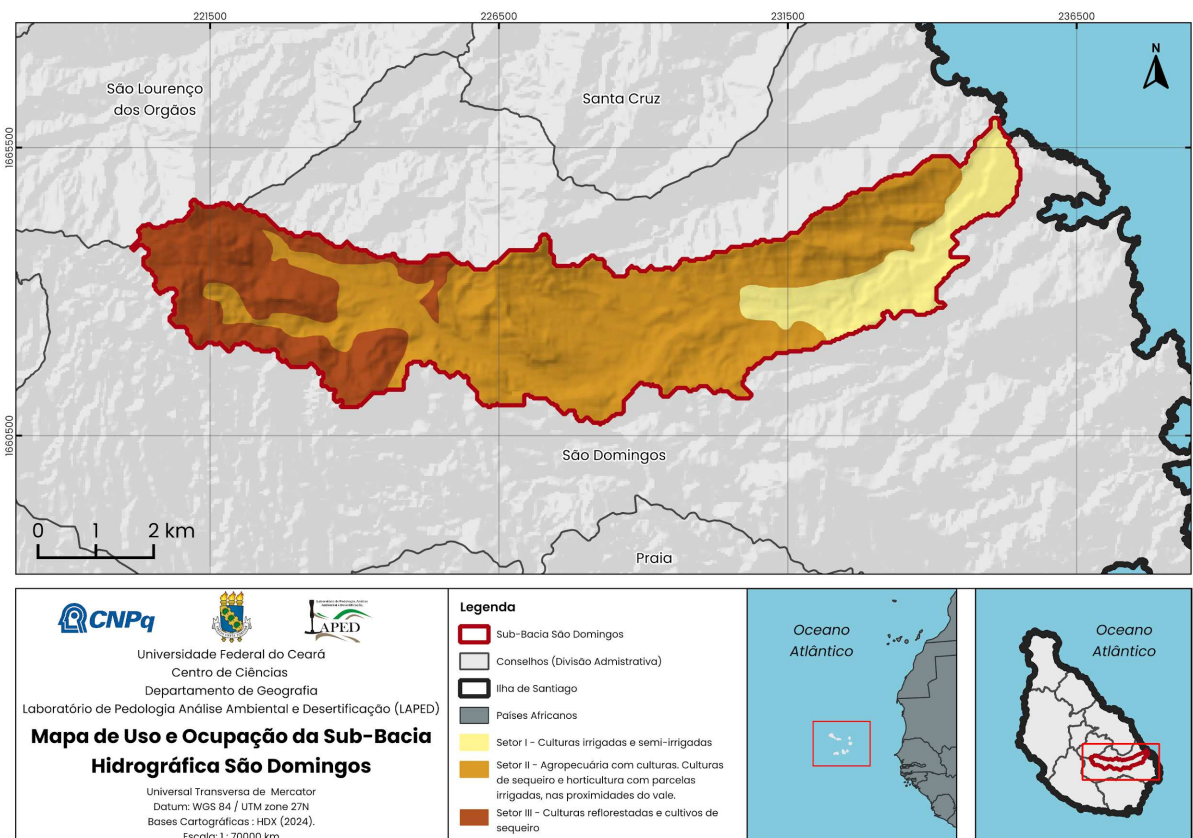 221500
226500
231500
236500
1665500
1660500
N
São Lourenço
dos Orgãos
Santa Cruz
São Domingos
Praia
0 1 2 km
CNPq
LAPED
Universidade Federal do Ceará
Centro de Ciências
Departamento de Geografia
Laboratório de Pedologia Análise Ambiental e Desertificação (LAPED)
Mapa de Uso e Ocupação da Sub-Bacia
Hidrográfica São Domingos
Universal Transversa de Mercator
Datum: WGS 84 / UTM zone 27N
Bases Cartográficas : HDX (2024).
Escala: 1 : 70000 km
Legenda
Sub-Bacia São Domingos
Conselhos (Divisão Admistrativa)
Ilha de Santiago
Países Africanos
Setor I - Culturas irrigadas e semi-irrigadas
Setor II - Agropecuária com culturas. Culturas
de sequeiro e horticultura com parcelas
irrigadas, nas proximidades do vale.
Setor III - Culturas reflorestadas e cultivos de
sequeiro
Oceano
Atlântico
Oceano
Atlântico